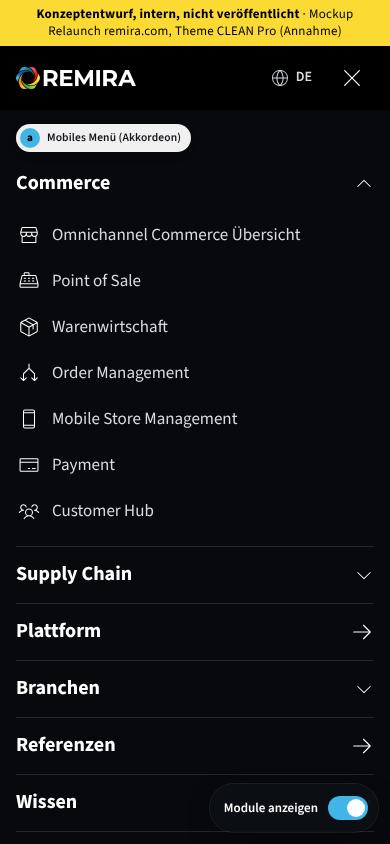 Konzeptentwurf, intern, nicht veröffentlicht · Mockup
Relaunch remira.com, Theme CLEAN Pro (Annahme)
REMIRA
DE
a Mobiles Menü (Akkordeon)
Commerce
Omnichannel Commerce Übersicht
Point of Sale
Warenwirtschaft
Order Management
Mobile Store Management
Payment
Customer Hub
Supply Chain
Plattform
Branchen
Referenzen
Wissen
Module anzeigen